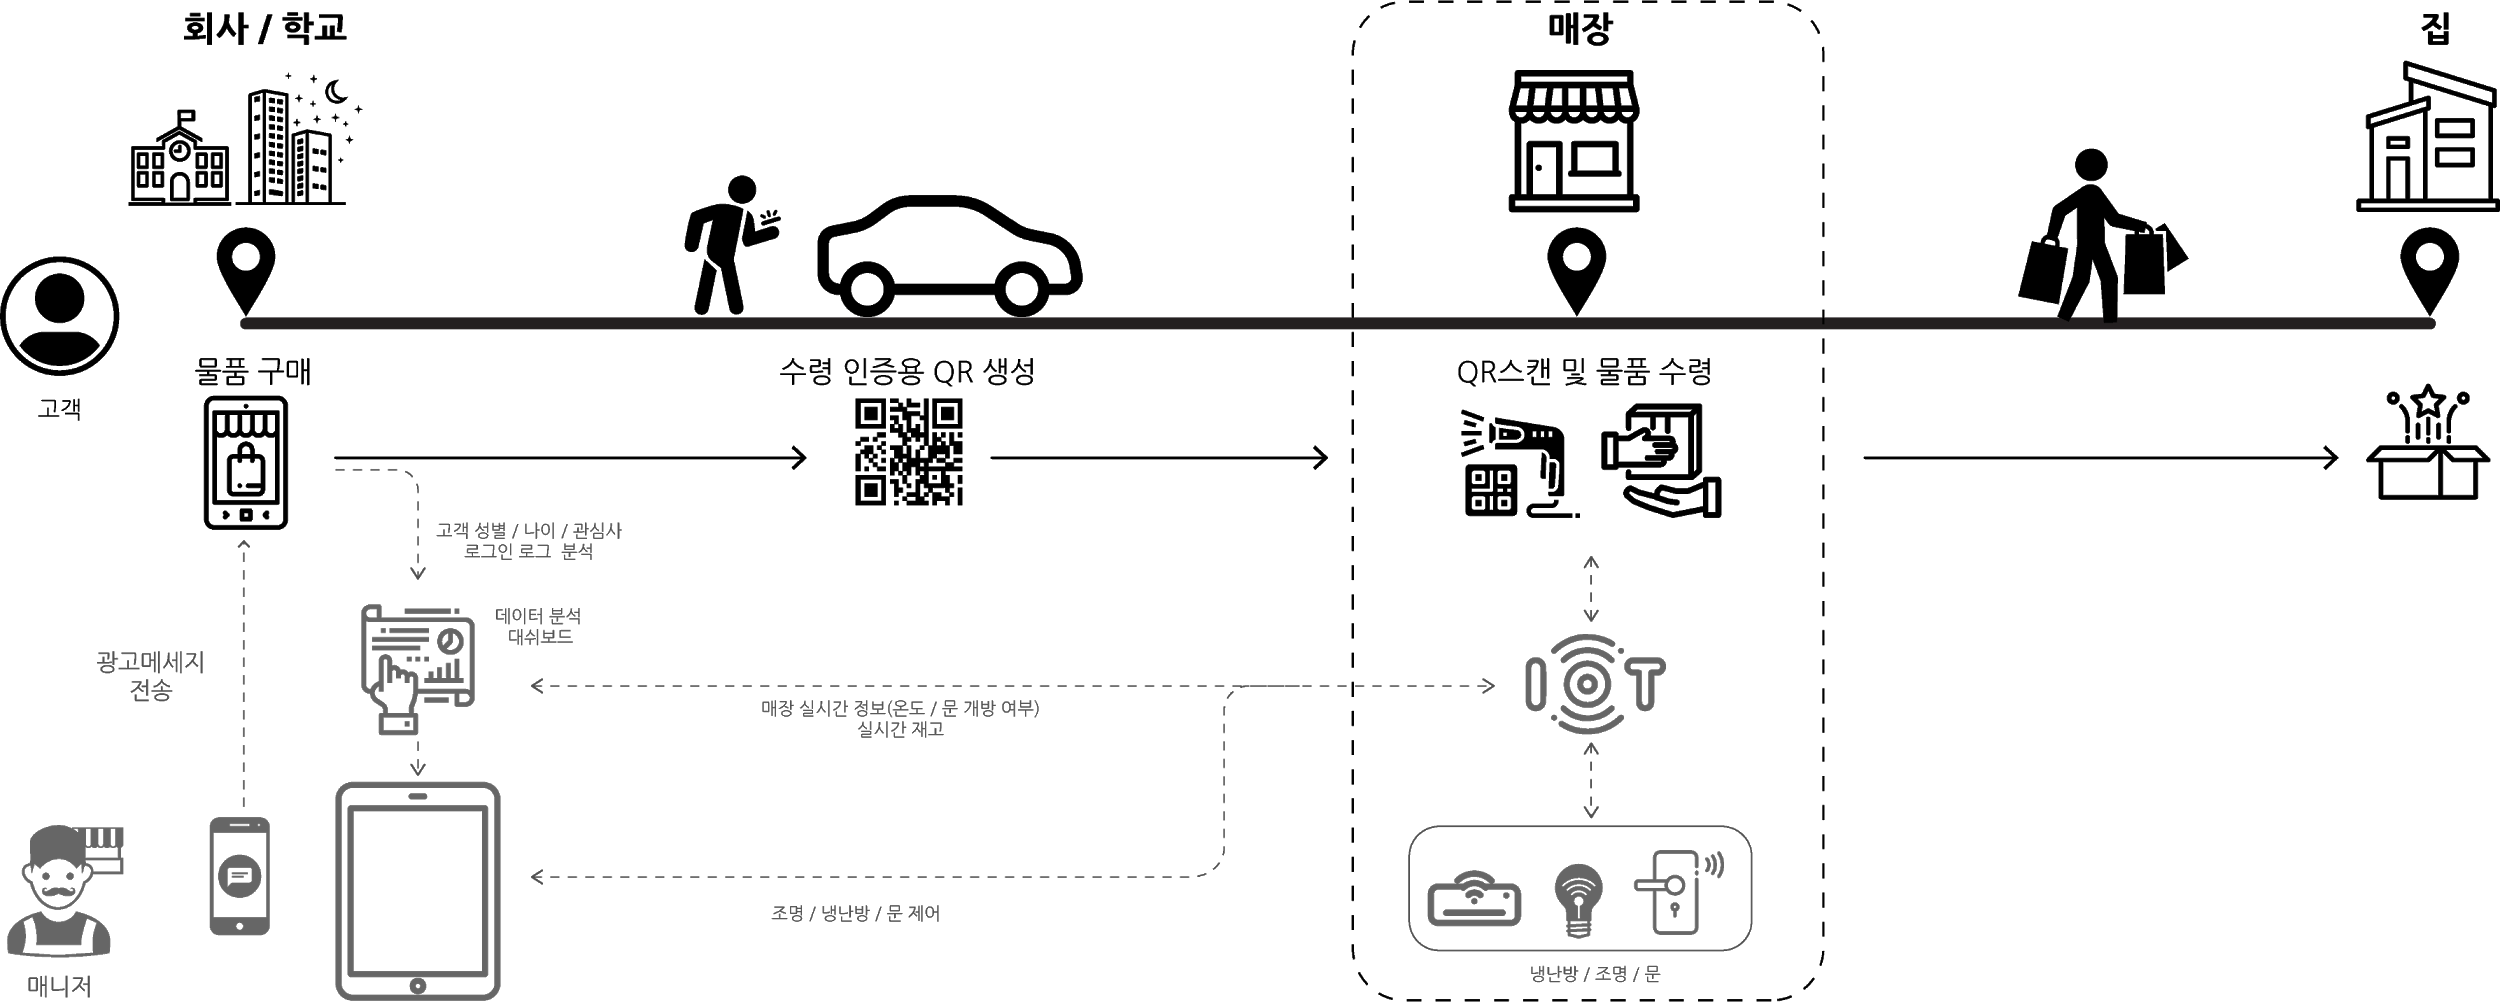 회사 / 학교
매장
집
고객
물품 구매
수령 인증용 QR 생성
QR스캔 및 물품 수령
고객 성별 / 나이 / 관심사
로그인 로그 분석
데이터 분석
대쉬보드
광고메세지
전송
매장 실시간 정보(온도 / 문 개방 여부)
실시간 재고
IOT
조명 / 냉난방 / 문 제어
냉난방 / 조명 / 문
매니저